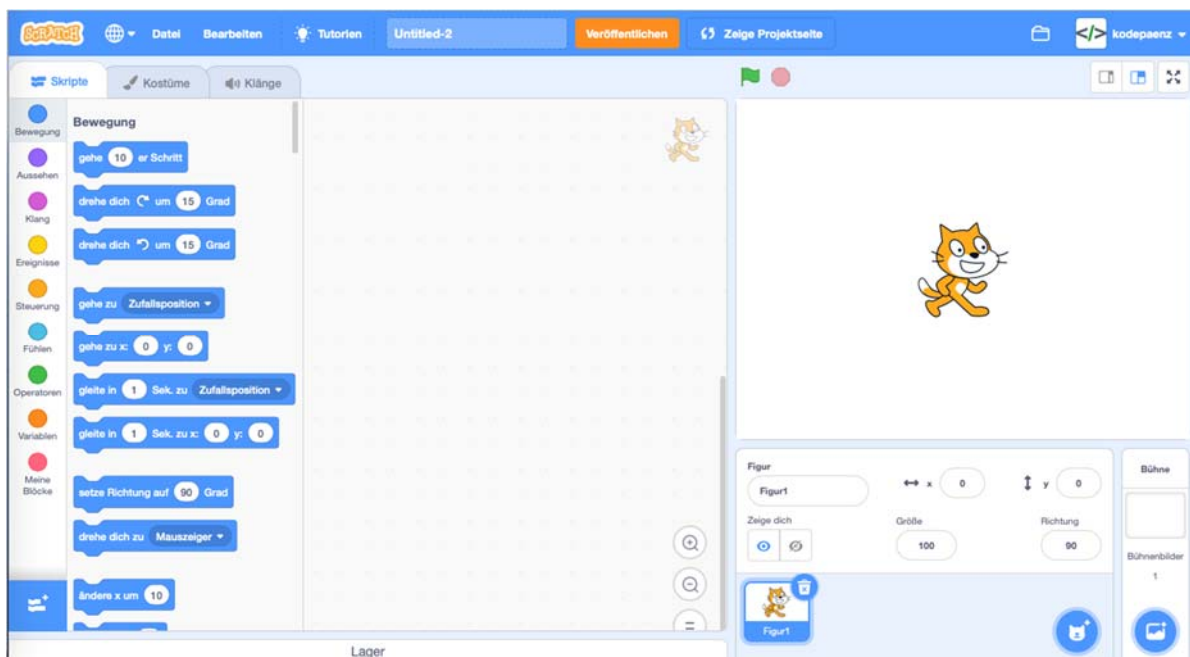 SCRATCH Datei Bearbeiten Tutorien Untitled-2 Veröffentlichen Zeige Projektseite </> kodepaenz
Skripte Kostüme Klänge
Bewegung
Aussehen
Klang
Ereignisse
Steuerung
Fühlen
Operatoren
Variablen
Meine
Blöcke
Bewegung
gehe 10 er Schritt
drehe dich um 15 Grad
drehe dich um 15 Grad
gehe zu Zufallsposition
gehe zu x: 0 y: 0
gleite in 1 Sek. zu Zufallsposition
gleite in 1 Sek. zu x: 0 y: 0
setze Richtung auf 90 Grad
drehe dich zu Mauszeiger
ändere x um 10
Lager
Figur
Figur1 x 0 y 0
Zeige dich Größe Richtung
100 90
Figur1
Bühne
Bühnenbilder
1